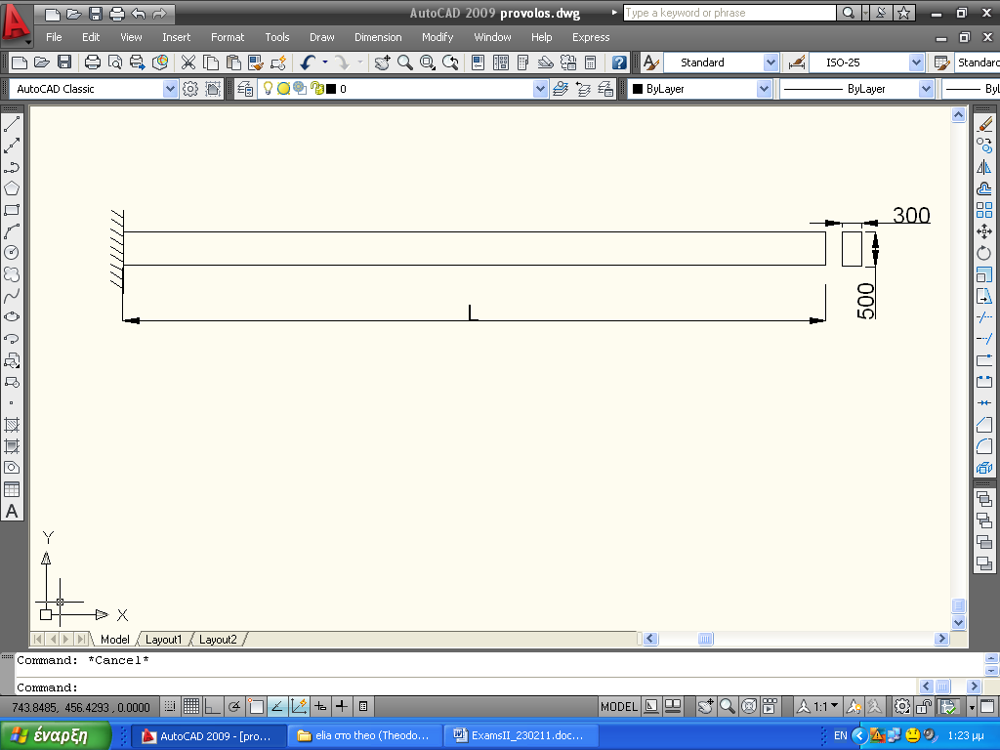 AutoCAD 2009 provolos.dwg
Type a keyword or phrase
File Edit View Insert Format Tools Draw Dimension Modify Window Help Express
Standard ISO-25 Standard
AutoCAD Classic 0 ByLayer ByLayer ByL
300
500
L
Y
X
A
Model Layout1 Layout2
Command: *Cancel*
Command:
743.8485, 456.4293 , 0.0000 MODEL 1:1
έναρξη AutoCAD 2009 - [pro... elia στο theo (Theodo... ExamsII_230211.doc... EN 1:23 μμ